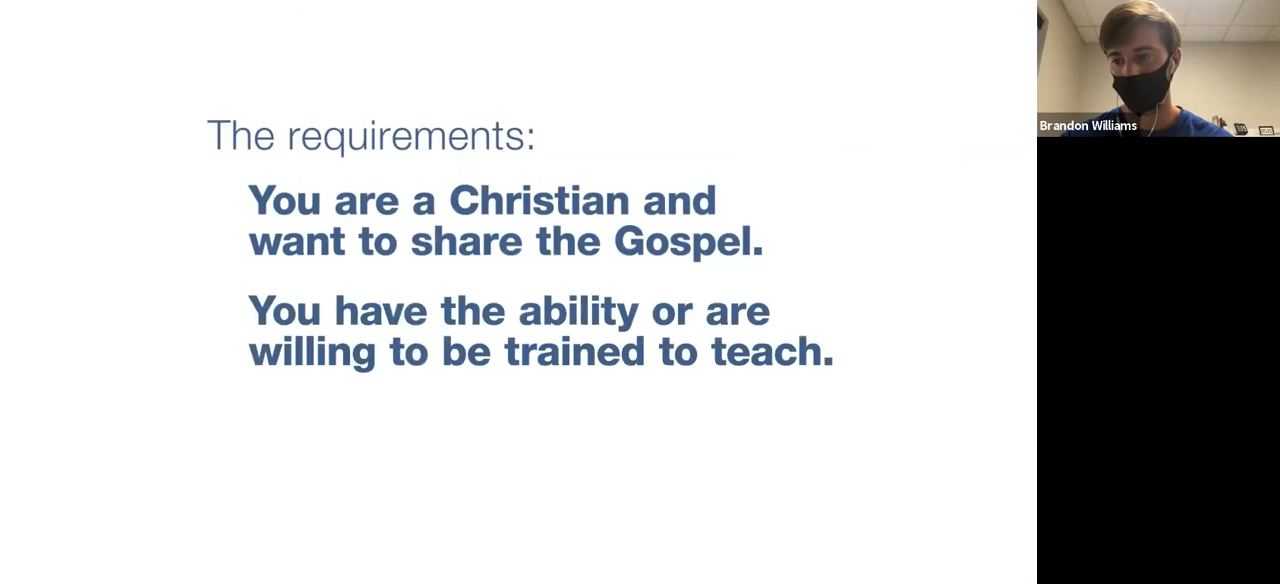 The requirements:
You are a Christian and
want to share the Gospel.
You have the ability or are
willing to be trained to teach.
Brandon Williams